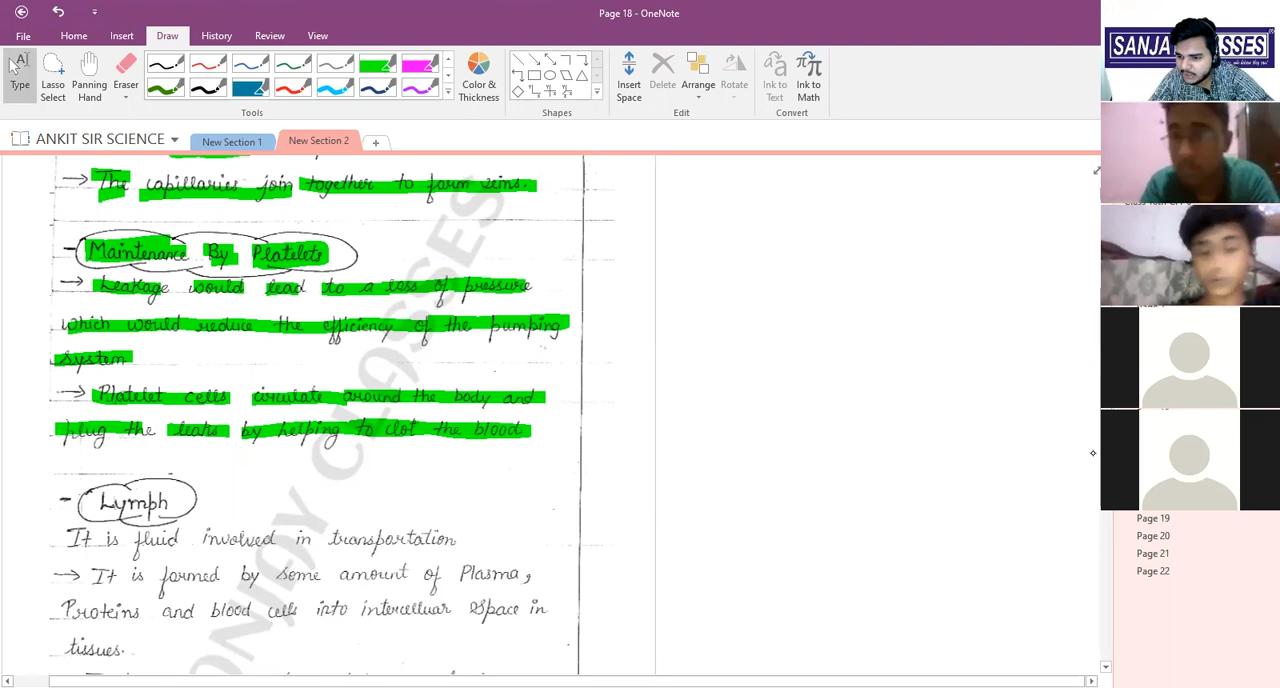 Page 18 - OneNote
File
Home
Insert
Draw
History
Review
View
Type
Lasso
Select
Panning
Hand
Eraser
Color &
Thickness
Insert
Space
Delete
Arrange
Rotate
Ink to
Text
Ink to
Math
Tools
Shapes
Edit
Convert
ANKIT SIR SCIENCE
New Section 1
New Section 2
→ The capillaries join together to form veins.
- Maintenance By Platelets
→ Leakage would lead to a loss of pressure
which would reduce the efficiency of the pumping
system
→ Platelet cells circulate around the body and
plug the leaks by helping to clot the blood
- Lymph
It is fluid involved in transportation
→ It is formed by some amount of Plasma,
Proteins and blood cells into intercelluar space in
tissues.
ONJAY CLASSES
SANJA SSES
Page 19
Page 20
Page 21
Page 22